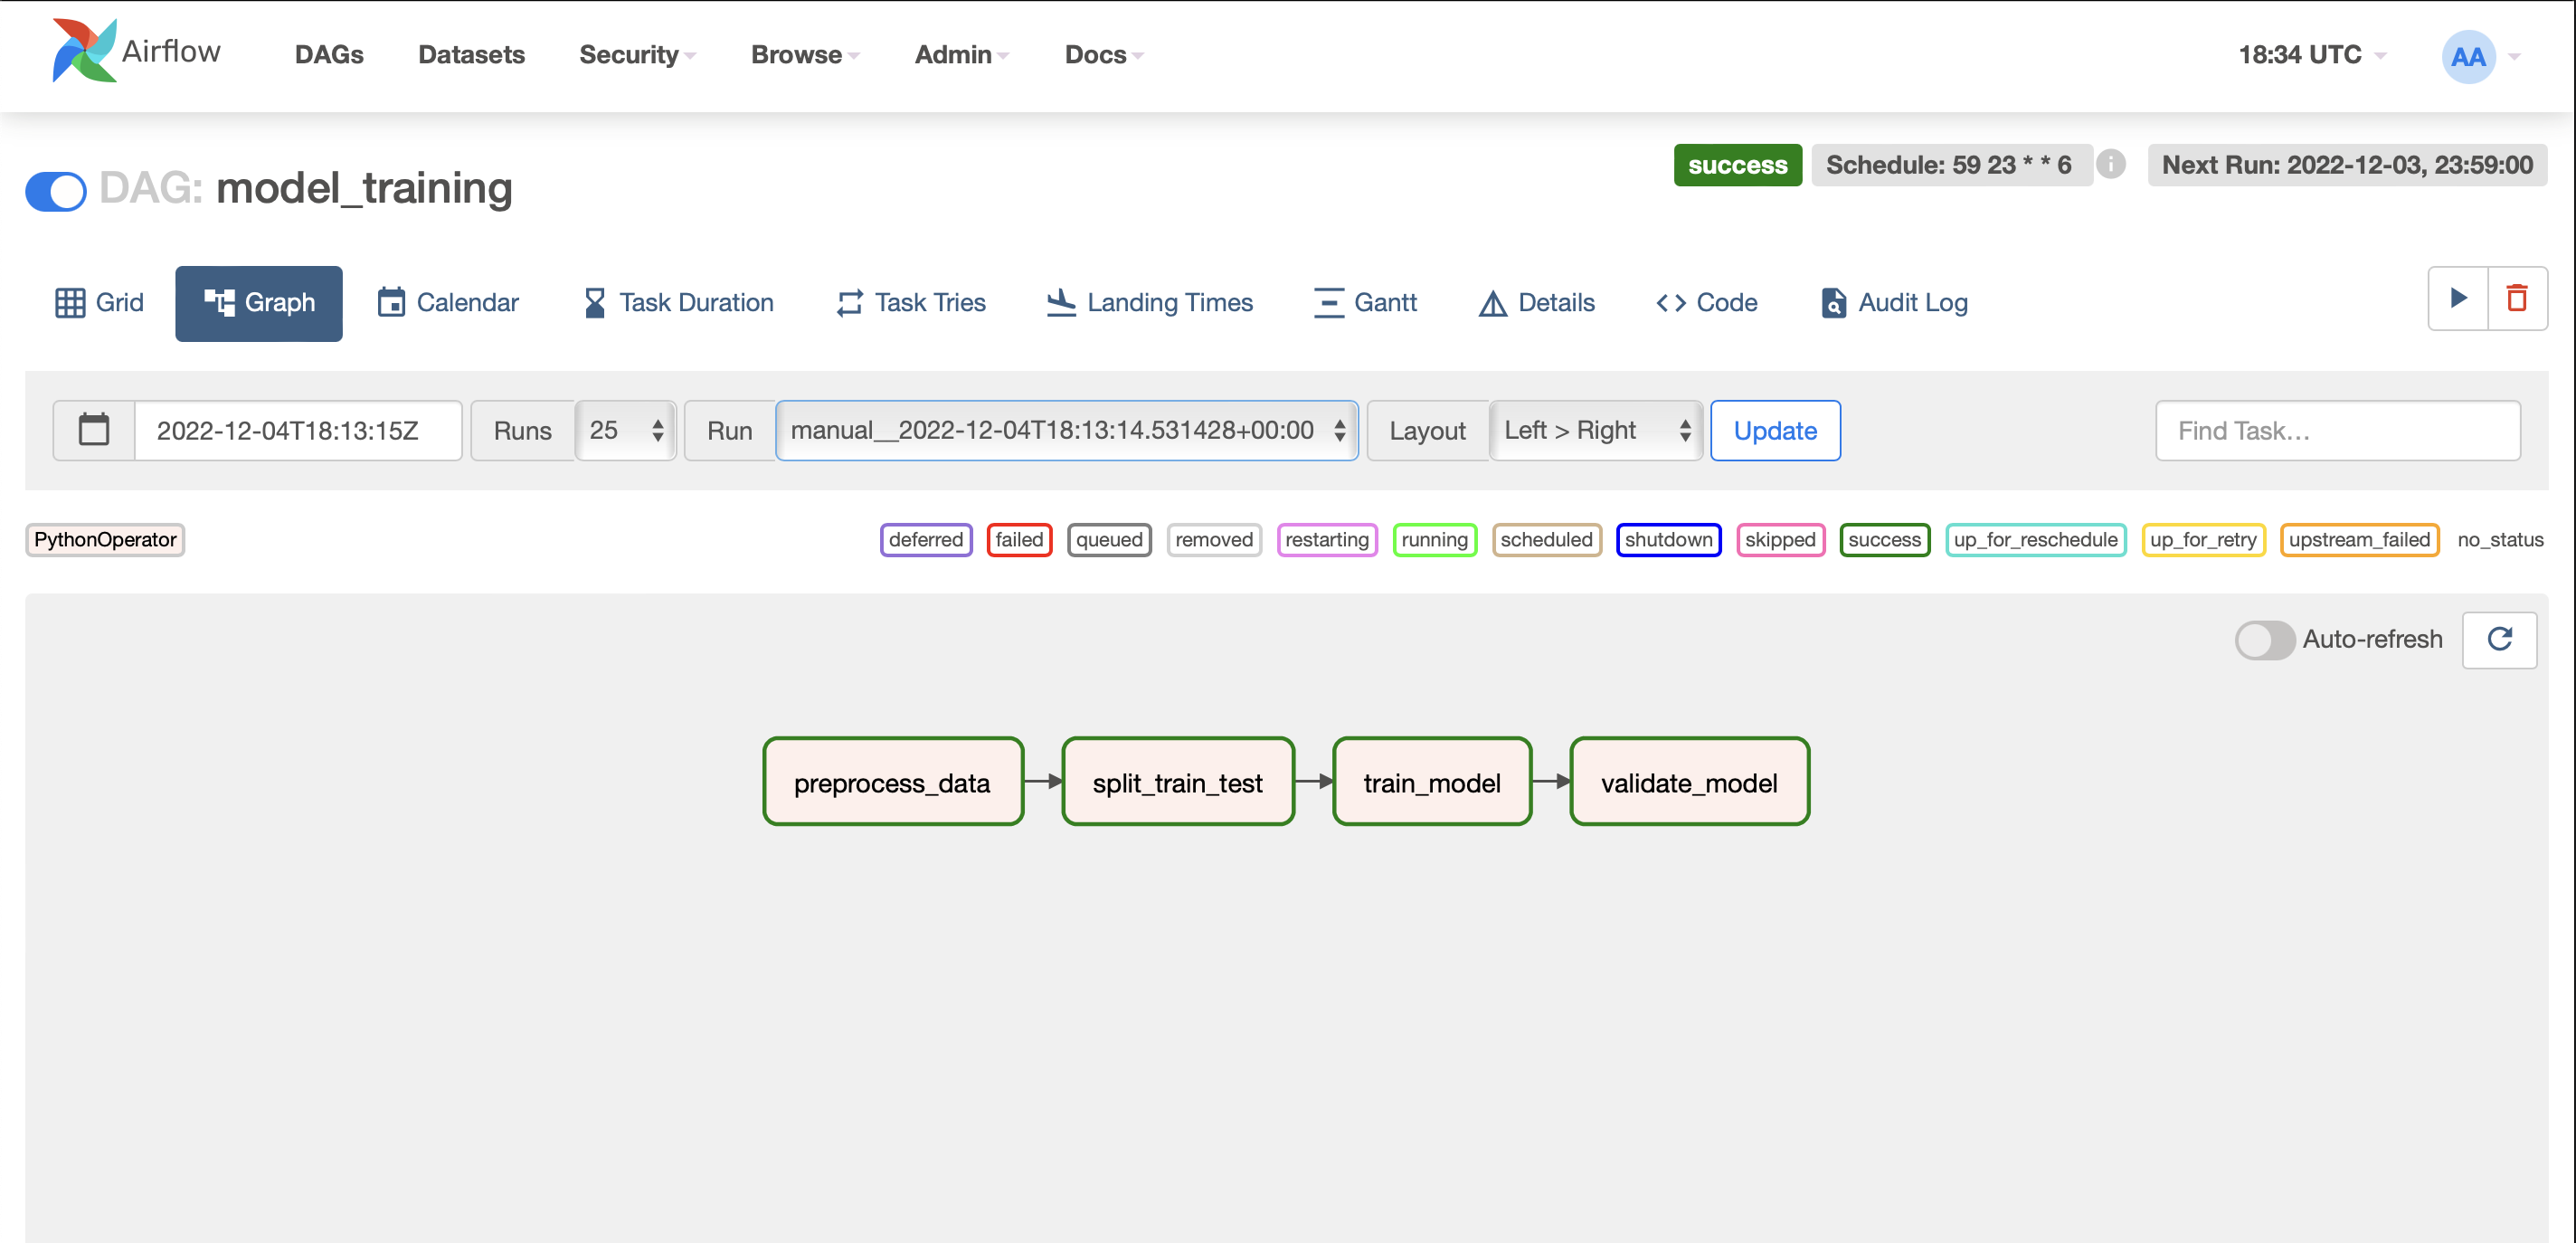 Airflow DAGs Datasets Security Browse Admin Docs 18:34 UTC AA
success Schedule: 59 23 * * 6 i Next Run: 2022-12-03, 23:59:00
DAG: model_training
Grid Graph Calendar Task Duration Task Tries Landing Times Gantt Details Code Audit Log
2022-12-04T18:13:15Z Runs 25 Run manual__2022-12-04T18:13:14.531428+00:00 Layout Left > Right Update Find Task...
PythonOperator deferred failed queued removed restarting running scheduled shutdown skipped success up_for_reschedule up_for_retry upstream_failed no_status
Auto-refresh
preprocess_data split_train_test train_model validate_model